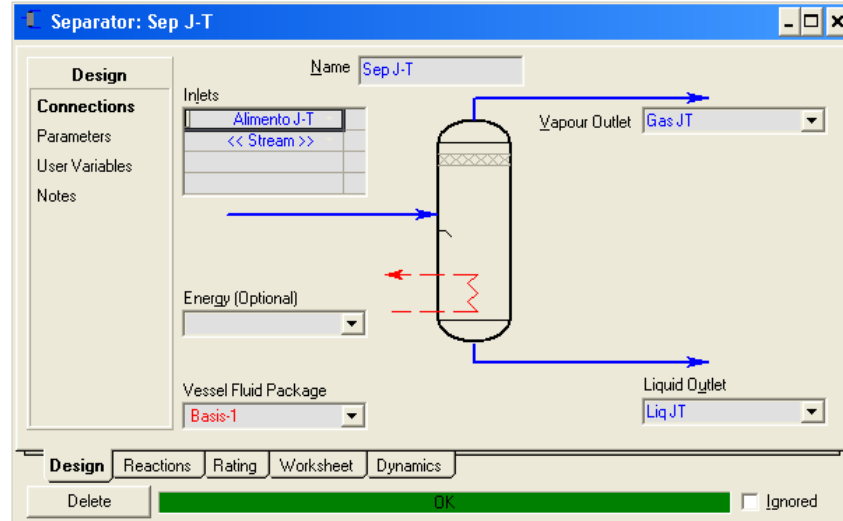 Separator: Sep J-T
Design
Connections
Parameters
User Variables
Notes
Name Sep J-T
Inlets
Alimento J-T
<< Stream >>
Vapour Outlet Gas JT
Energy (Optional)
Vessel Fluid Package
Basis-1
Liquid Outlet
Liq JT
Design Reactions Rating Worksheet Dynamics
Delete OK Ignored